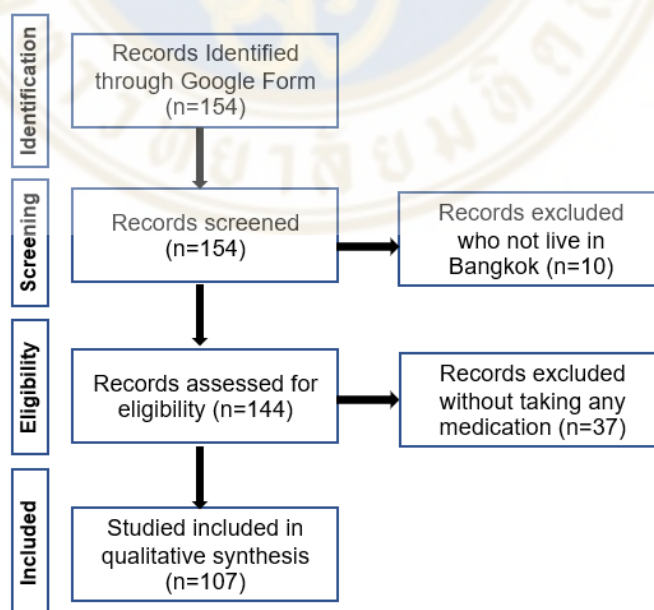 Identification
Records Identified
through Google Form
(n=154)
Screening
Records screened
(n=154)
Records excluded
who not live in
Bangkok (n=10)
Eligibility
Records assessed for
eligibility (n=144)
Records excluded
without taking any
medication (n=37)
Included
Studied included in
qualitative synthesis
(n=107)